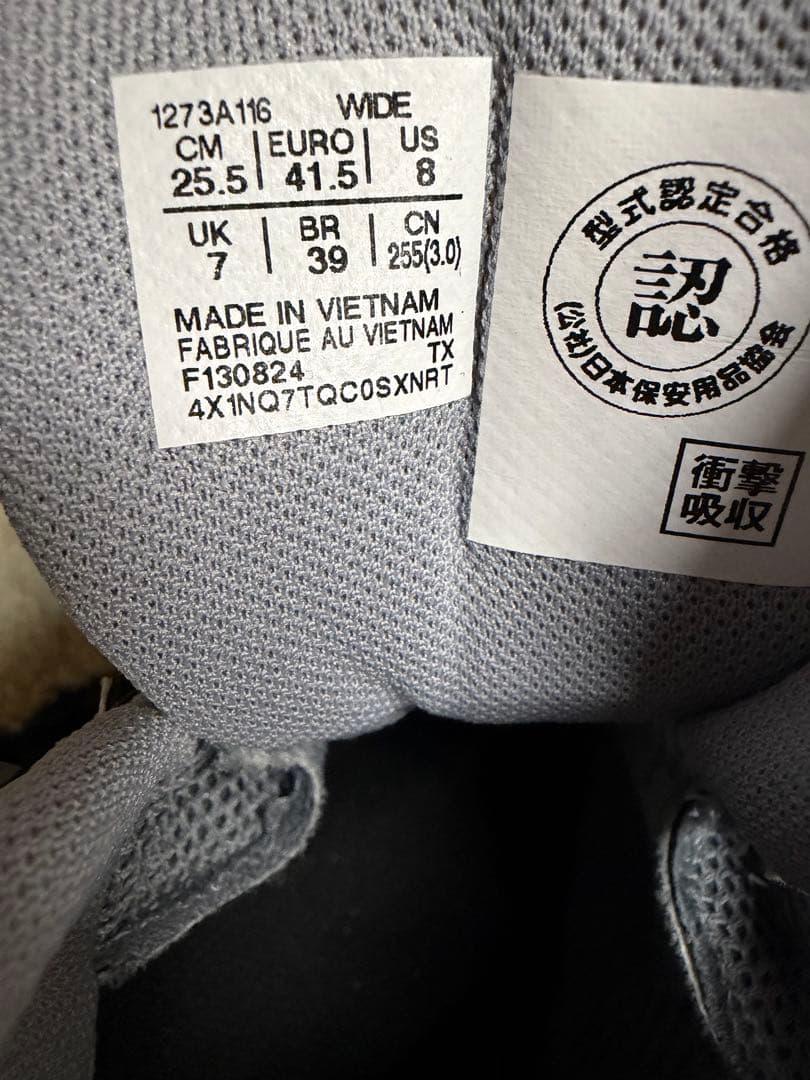 1273A116 WIDE
CM EURO US
25.5 41.5 8
UK BR CN
7 39 255(3.0)
MADE IN VIETNAM
FABRIQUE AU VIETNAM
F130824 TX
4X1NQ7TQC0SXNRT
型式認定合格
認
(公社)日本保安用品協会
衝撃
吸収